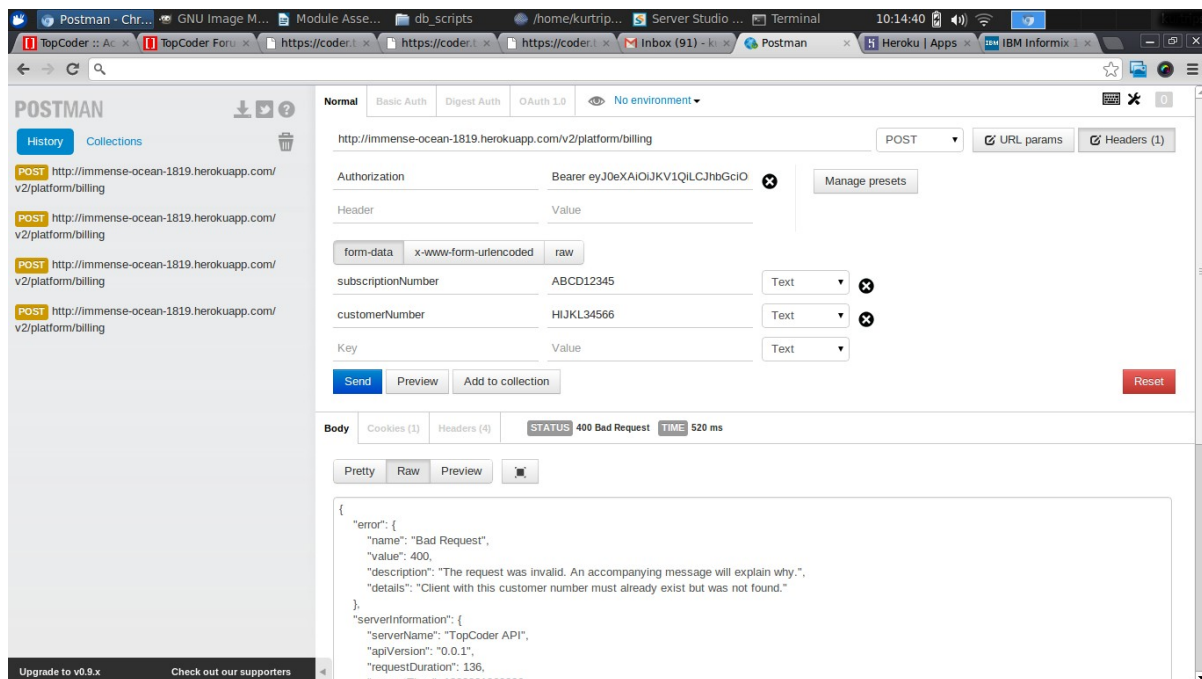 Postman - Chr... GNU Image M... Module Asse... db_scripts /home/kurtrip... Server Studio ... Terminal 10:14:40
TopCoder :: Ac TopCoder Foru https://coder.t https://coder.t https://coder.t Inbox (91) - k Postman Heroku | Apps IBM Informix 1
POSTMAN
History Collections
POST http://immense-ocean-1819.herokuapp.com/
v2/platform/billing
POST http://immense-ocean-1819.herokuapp.com/
v2/platform/billing
POST http://immense-ocean-1819.herokuapp.com/
v2/platform/billing
POST http://immense-ocean-1819.herokuapp.com/
v2/platform/billing
Upgrade to v0.9.x Check out our supporters
Normal Basic Auth Digest Auth OAuth 1.0 No environment 0
http://immense-ocean-1819.herokuapp.com/v2/platform/billing POST URL params Headers (1)
Authorization Bearer eyJ0eXAiOiJKV1QiLCJhbGciO Manage presets
Header Value
form-data x-www-form-urlencoded raw
subscriptionNumber ABCD12345 Text
customerNumber HIJKL34566 Text
Key Value Text
Send Preview Add to collection Reset
Body Cookies (1) Headers (4) STATUS 400 Bad Request TIME 520 ms
Pretty Raw Preview
{
"error": {
"name": "Bad Request",
"value": 400,
"description": "The request was invalid. An accompanying message will explain why.",
"details": "Client with this customer number must already exist but was not found."
},
"serverInformation": {
"serverName": "TopCoder API",
"apiVersion": "0.0.1",
"requestDuration": 136,